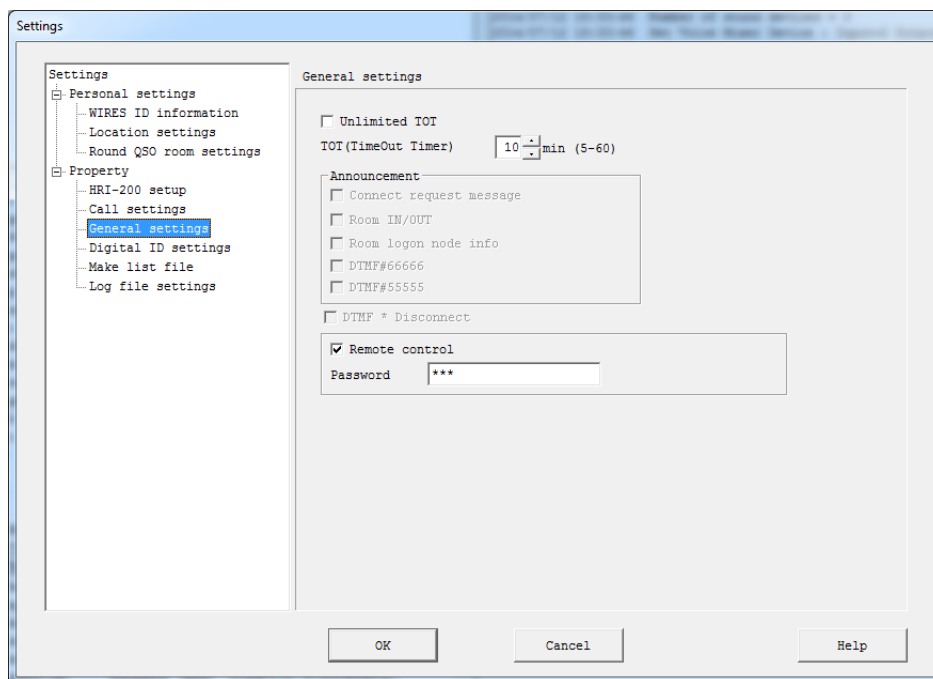 Settings
Settings
Personal settings
WIRES ID information
Location settings
Round QSO room settings
Property
HRI-200 setup
Call settings
General settings
Digital ID settings
Make list file
Log file settings
General settings
Unlimited TOT
TOT(TimeOut Timer) 10 min (5-60)
Announcement
Connect request message
Room IN/OUT
Room logon node info
DTMF#66666
DTMF#55555
DTMF * Disconnect
Remote control
Password ***
OK Cancel Help